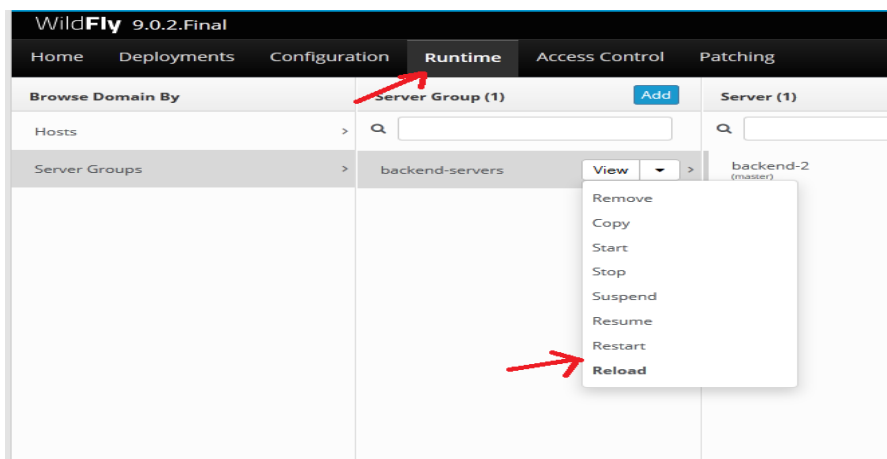 WildFly 9.0.2.Final
Home Deployments Configuration Runtime Access Control Patching
Browse Domain By
Hosts
Server Groups
Server Group (1) Add
backend-servers View
Remove
Copy
Start
Stop
Suspend
Resume
Restart
Reload
Server (1)
backend-2
(master)